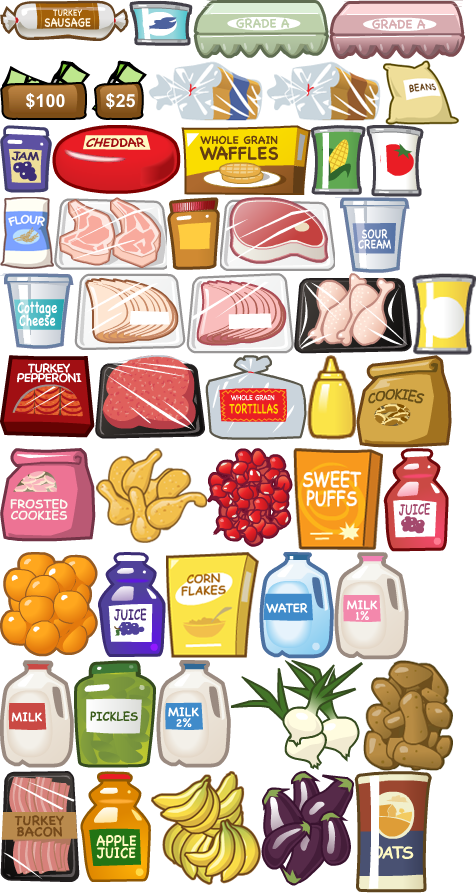 TURKEY
SAUSAGE
GRADE A
GRADE A
$100
$25
BEANS
JAM
CHEDDAR
WHOLE GRAIN
WAFFLES
FLOUR
SOUR
CREAM
Cottage
Cheese
TURKEY
PEPPERONI
WHOLE GRAIN
TORTILLAS
COOKIES
FROSTED
COOKIES
SWEET
PUFFS
JUICE
JUICE
CORN
FLAKES
WATER
MILK
1%
MILK
PICKLES
MILK
2%
TURKEY
BACON
APPLE
JUICE
OATS